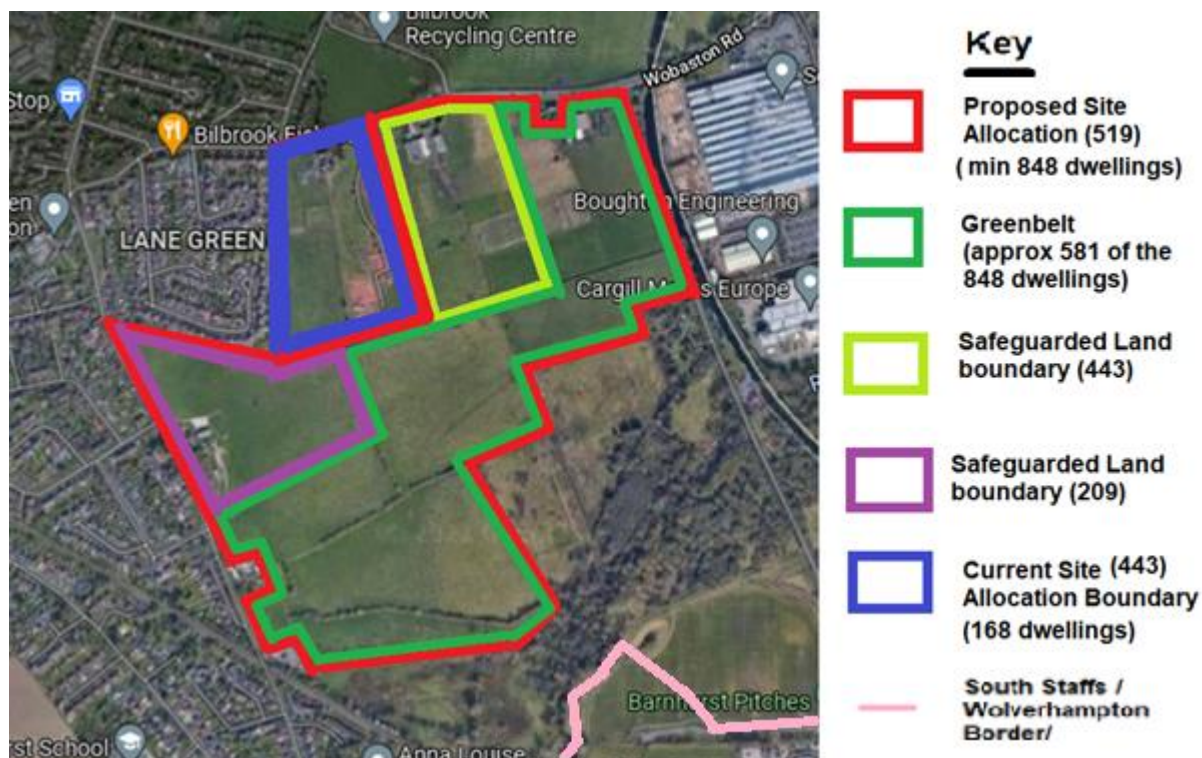 Bilbrook
Recycling Centre
Wobaston Rd
Stop
Bilbrook
LANE GREEN
Boughton Engineering
Cargill M s Europe
Barnhurst Pitches
rst School
Anna Louise
Key
Proposed Site
Allocation (519)
( min 848 dwellings)
Greenbelt
(approx 581 of the
848 dwellings)
Safeguarded Land
boundary (443)
Safeguarded Land
boundary (209)
Current Site (443)
Allocation Boundary
(168 dwellings)
South Staffs /
Wolverhampton
Border/